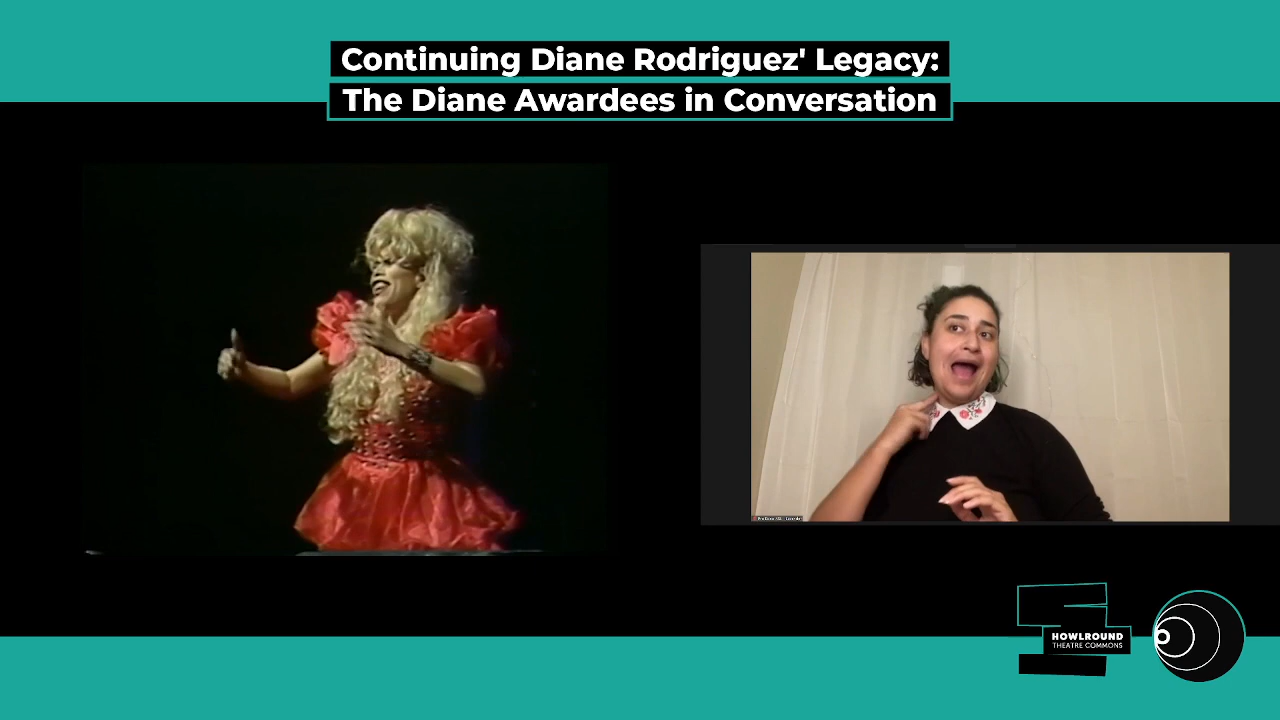 Continuing Diane Rodriguez' Legacy:
The Diane Awardees in Conversation
HOWLROUND
THEATRE COMMONS